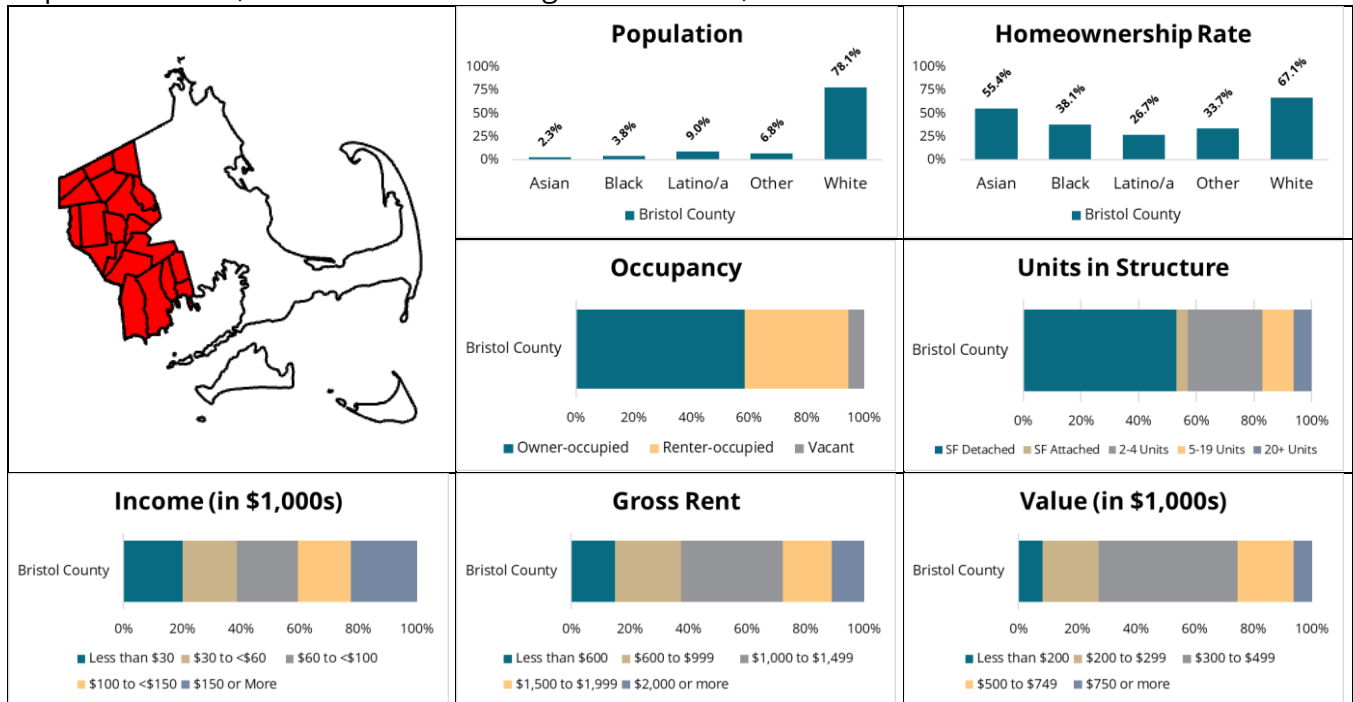 Population
100%
75%
50%
25%
0%
2.3%
3.8%
9.0%
6.8%
78.1%
Asian Black Latino/a Other White
Bristol County
Homeownership Rate
100%
75%
50%
25%
0%
55.4%
38.1%
26.7%
33.7%
67.1%
Asian Black Latino/a Other White
Bristol County
Occupancy
Bristol County
0% 20% 40% 60% 80% 100%
Owner-occupied Renter-occupied Vacant
Units in Structure
Bristol County
0% 20% 40% 60% 80% 100%
SF Detached SF Attached 2-4 Units 5-19 Units 20+ Units
Income (in $1,000s)
Bristol County
0% 20% 40% 60% 80% 100%
Less than $30 $30 to <$60 $60 to <$100
$100 to <$150 $150 or More
Gross Rent
Bristol County
0% 20% 40% 60% 80% 100%
Less than $600 $600 to $999 $1,000 to $1,499
$1,500 to $1,999 $2,000 or more
Value (in $1,000s)
Bristol County
0% 20% 40% 60% 80% 100%
Less than $200 $200 to $299 $300 to $499
$500 to $749 $750 or more